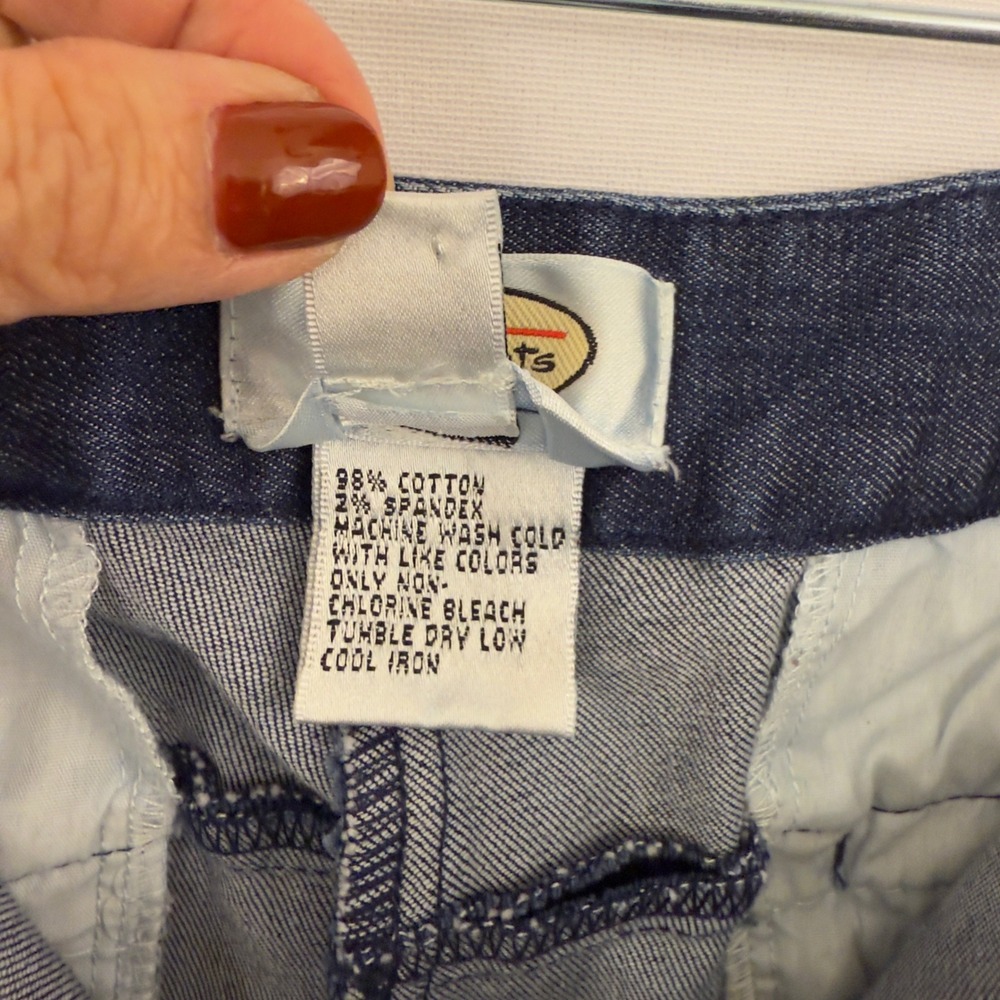 ts
98% COTTON
2% SPANDEX
MACHINE WASH COLD
WITH LIKE COLORS
ONLY NON-
CHLORINE BLEACH
TUMBLE DRY LOW
COOL IRON